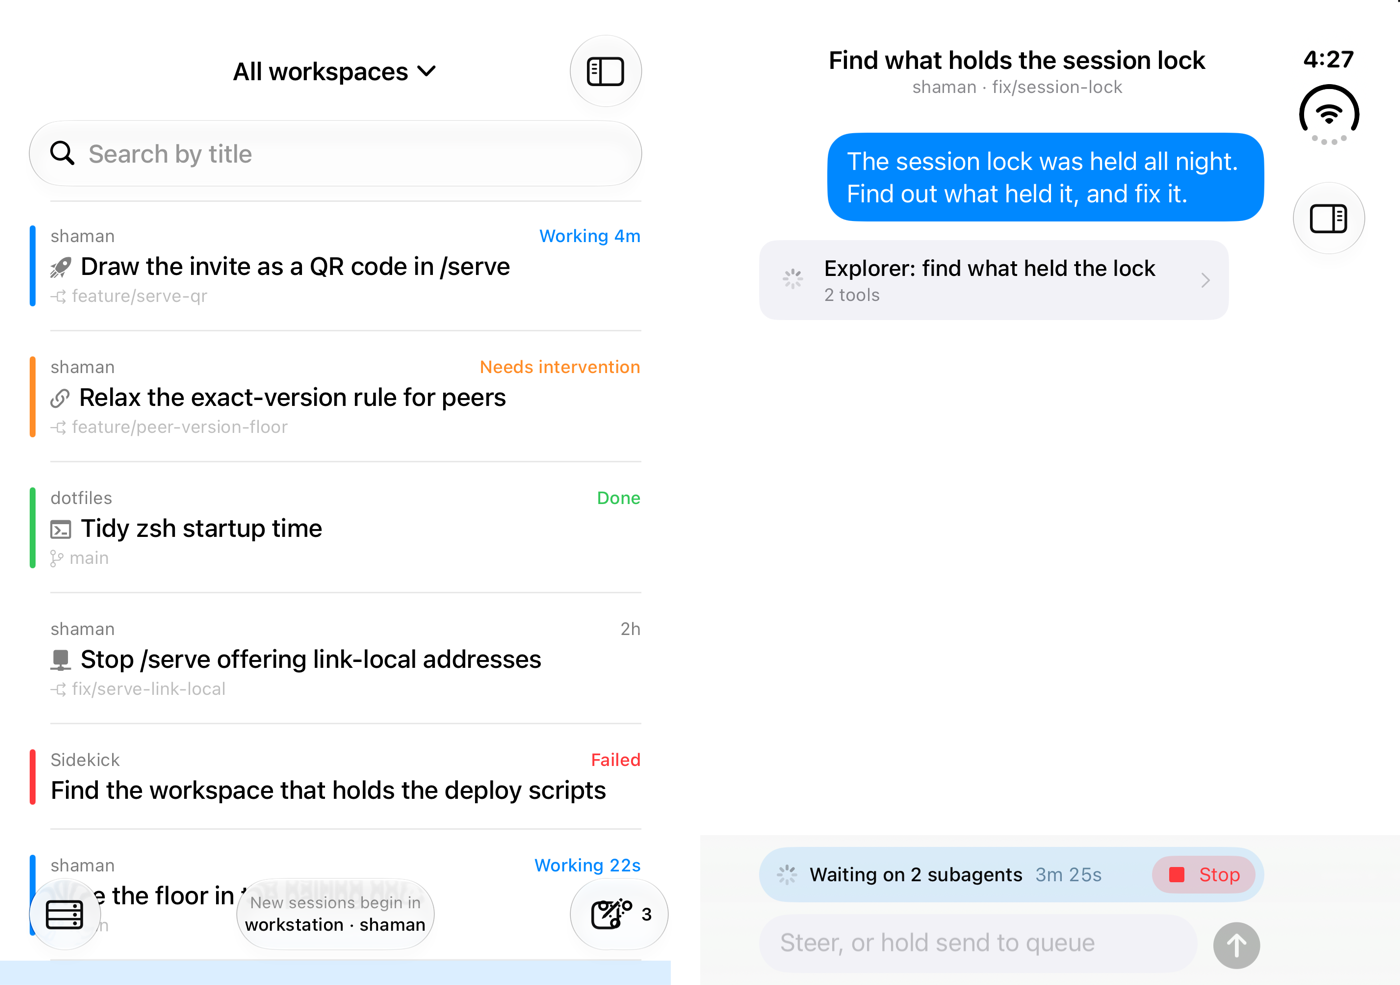 All workspaces
Search by title
shaman
Working 4m
Draw the invite as a QR code in /serve
feature/serve-qr
shaman
Needs intervention
Relax the exact-version rule for peers
feature/peer-version-floor
dotfiles
Done
Tidy zsh startup time
main
shaman
2h
Stop /serve offering link-local addresses
fix/serve-link-local
Sidekick
Failed
Find the workspace that holds the deploy scripts
shaman
Working 22s
the floor in
New sessions begin in
workstation · shaman
3
Find what holds the session lock
shaman · fix/session-lock
4:27
The session lock was held all night.
Find out what held it, and fix it.
Explorer: find what held the lock
2 tools
Waiting on 2 subagents 3m 25s
Stop
Steer, or hold send to queue